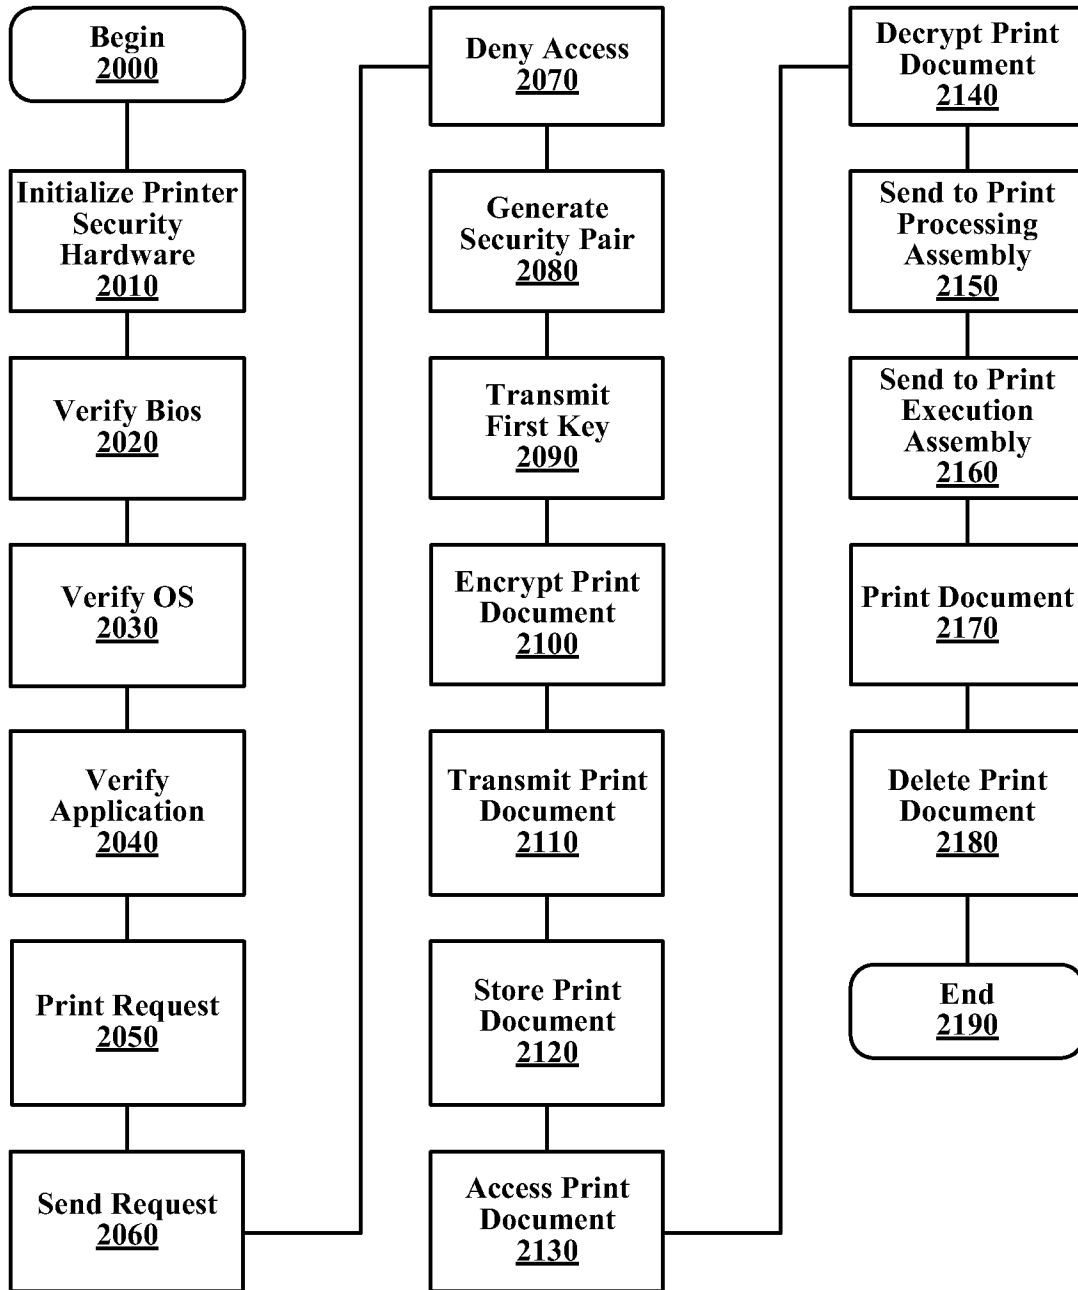 Begin
2000
Initialize Printer
Security
Hardware
2010
Verify Bios
2020
Verify OS
2030
Verify
Application
2040
Print Request
2050
Send Request
2060
Deny Access
2070
Generate
Security Pair
2080
Transmit
First Key
2090
Encrypt Print
Document
2100
Transmit Print
Document
2110
Store Print
Document
2120
Access Print
Document
2130
Decrypt Print
Document
2140
Send to Print
Processing
Assembly
2150
Send to Print
Execution
Assembly
2160
Print Document
2170
Delete Print
Document
2180
End
2190